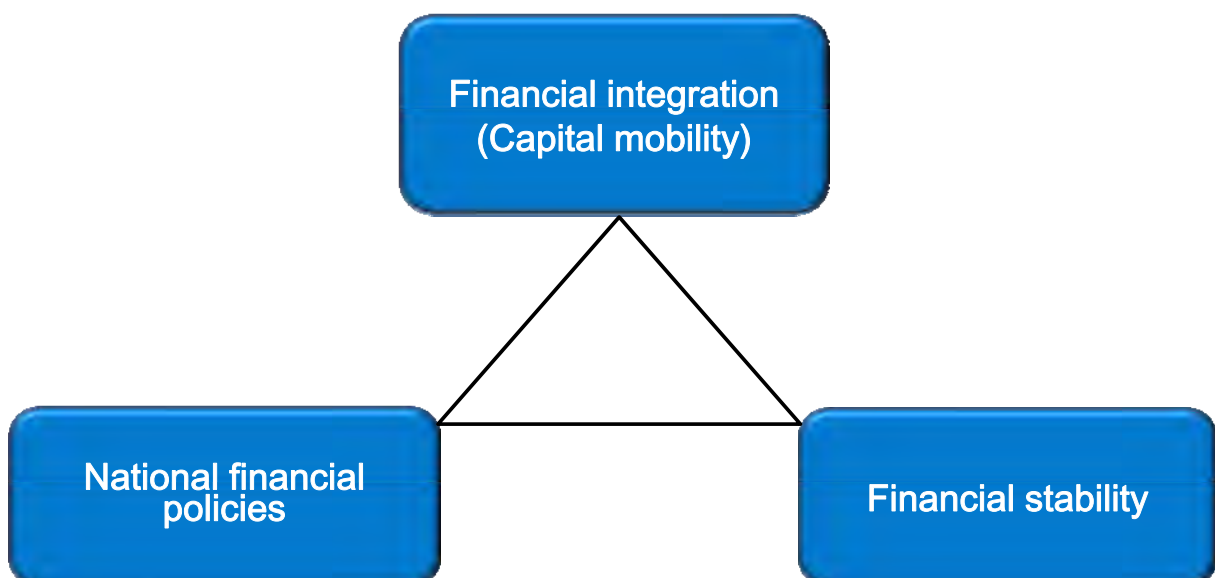 Financial integration
(Capital mobility)
National financial
policies
Financial stability